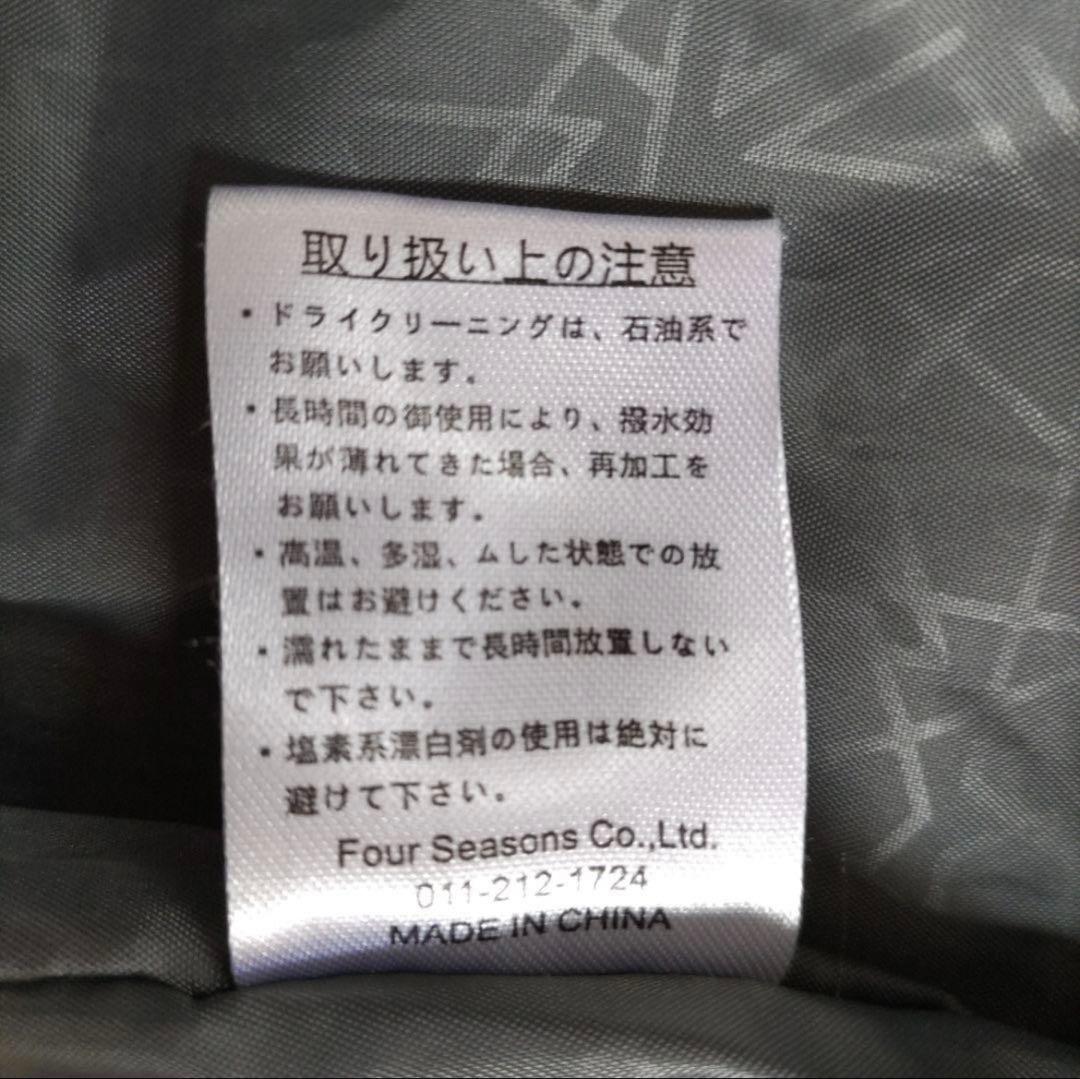 取り扱い上の注意
・ドライクリーニングは、石油系で
お願いします。
・長時間の御使用により、撥水効
果が薄れてきた場合、再加工を
お願いします。
・高温、多湿、ムした状態での放
置はお避けください。
・濡れたままで長時間放置しない
で下さい。
・塩素系漂白剤の使用は絶対に
避けて下さい。
Four Seasons Co.,Ltd.
011-212-1724
MADE IN CHINA